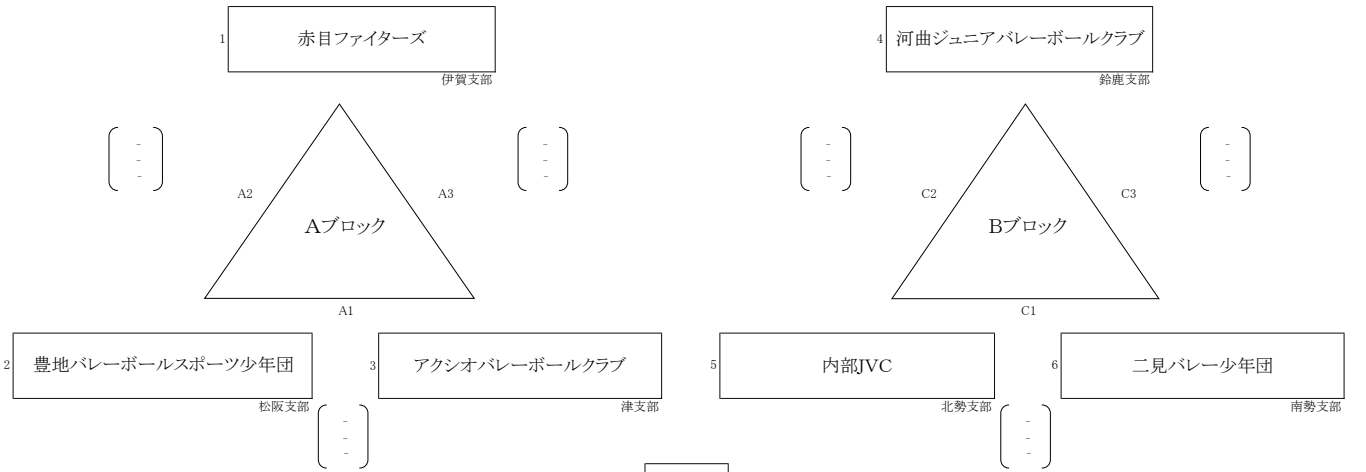 1 赤目ファイターズ
伊賀支部
4 河曲ジュニアバレーボールクラブ
鈴鹿支部
-
-
-
-
-
-
-
-
-
-
-
-
A2
A3
C2
C3
Aブロック
Bブロック
A1
C1
2 豊地バレーボールスポーツ少年団
松阪支部
3 アクシオバレーボールクラブ
津支部
5 内部JVC
北勢支部
6 二見バレー少年団
南勢支部
-
-
-
-
-
-